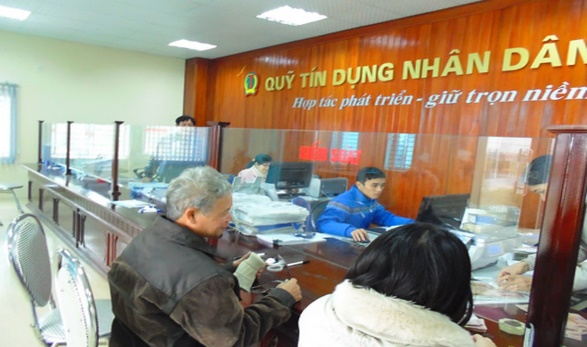 QUỸ TÍN DỤNG NHÂN DÂN
Hợp tác phát triển - giữ trọn niềm